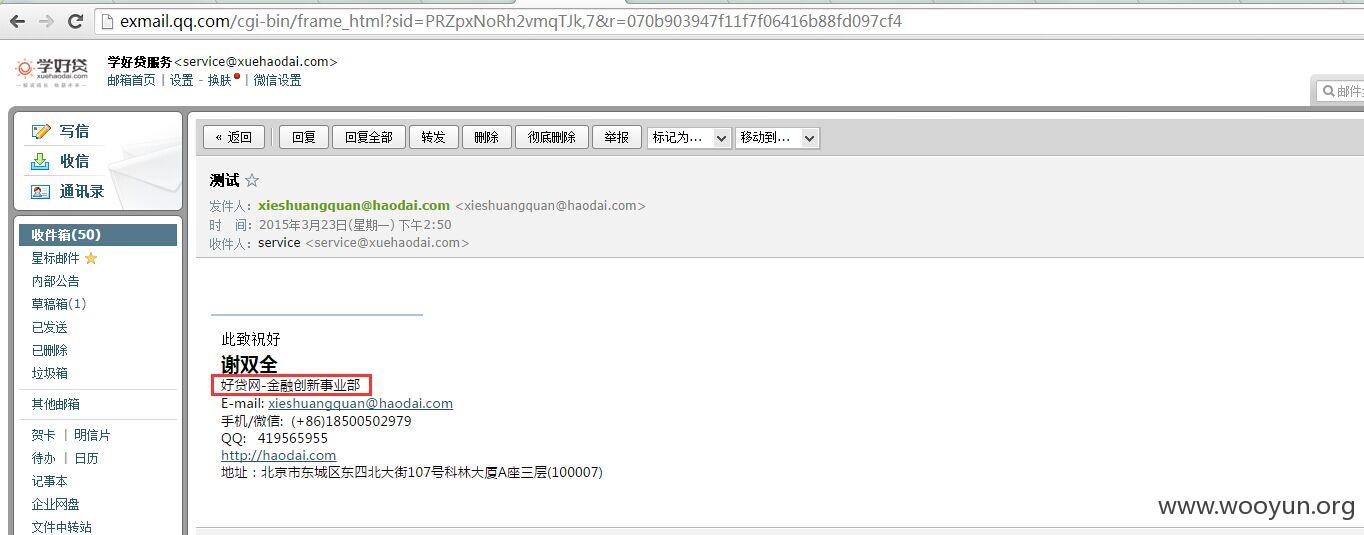 exmail.qq.com/cgi-bin/frame_html?sid=PRZpxNoRh2vmqTJk,7&r=070b903947f11f7f06416b88fd097cf4
学好贷
xuehaodai.com
学好贷服务<service@xuehaodai.com>
邮箱首页 | 设置 - 换肤 | 微信设置
邮件
写信
收信
通讯录
« 返回 回复 回复全部 转发 删除 彻底删除 举报 标记为... 移动到...
测试
发件人：xieshuangquan@haodai.com <xieshuangquan@haodai.com>
时 间：2015年3月23日(星期一) 下午2:50
收件人：service <service@xuehaodai.com>
收件箱(50)
星标邮件
内部公告
草稿箱(1)
已发送
已删除
垃圾箱
其他邮箱
贺卡 | 明信片
待办 | 日历
记事本
企业网盘
文件中转站
此致祝好
谢双全
好贷网-金融创新事业部
E-mail: xieshuangquan@haodai.com
手机/微信: (+86)18500502979
QQ: 419565955
http://haodai.com
地址：北京市东城区东四北大街107号科林大厦A座三层(100007)
www.wooyun.org